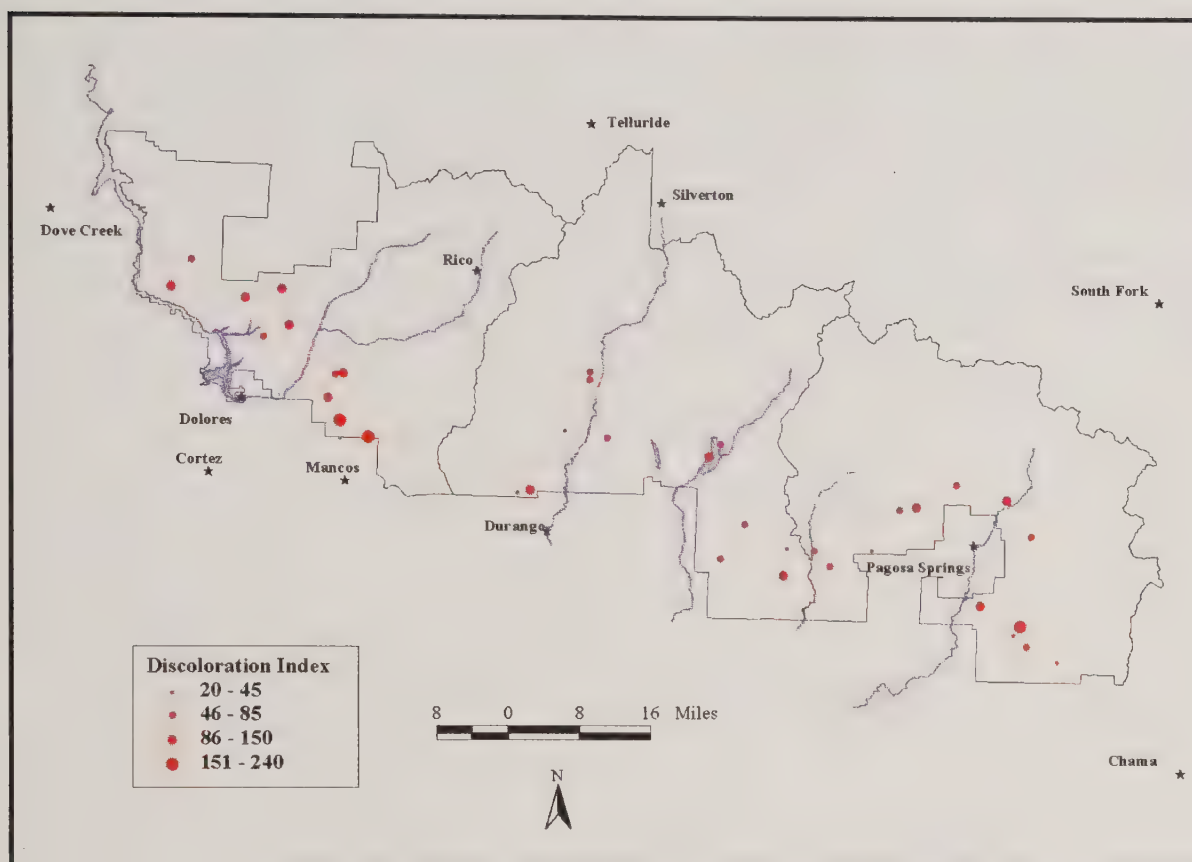 Telluride
Silverton
Dove Creek
Rico
South Fork
Dolores
Cortez
Mancos
Durango
Pagosa Springs
Discoloration Index
20 - 45
46 - 85
86 - 150
151 - 240
8 0 8 16 Miles
N
Chama